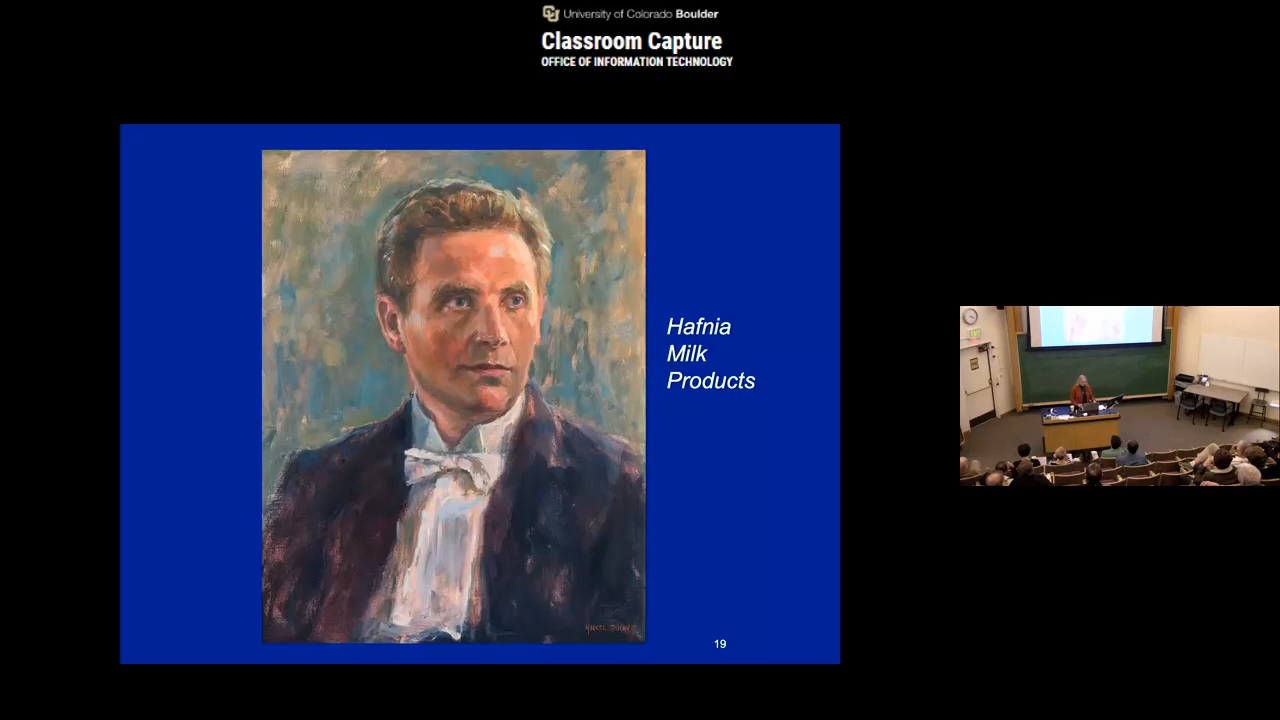 University of Colorado Boulder
Classroom Capture
OFFICE OF INFORMATION TECHNOLOGY
Hafnia
Milk
Products
19